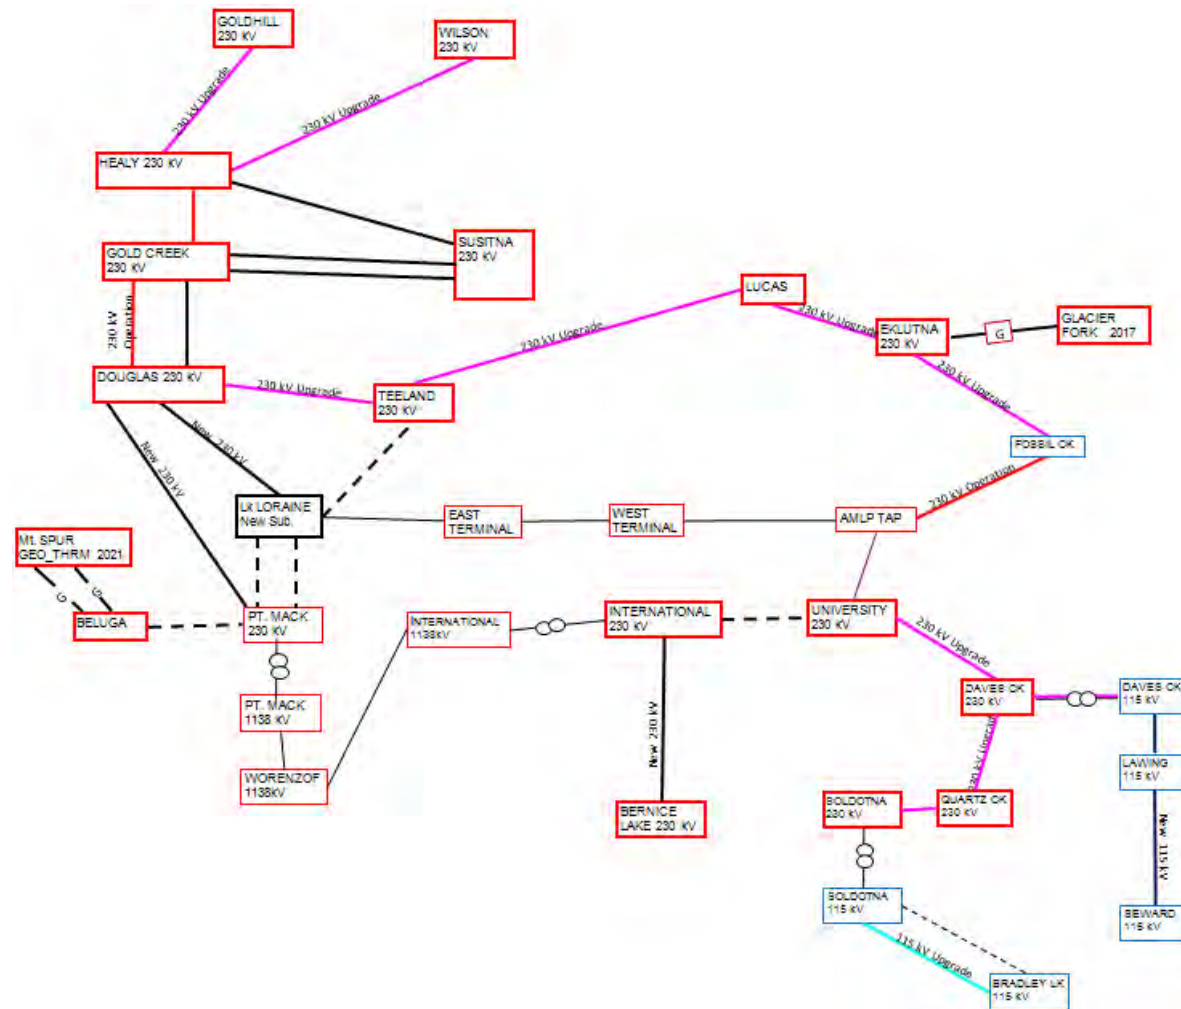 GOLDHILL
230 KV
WILSON
230 KV
230 kV Upgrade
230 kV Upgrade
HEALY 230 KV
GOLD CREEK
230 KV
SUSITNA
230 KV
LUCAS
230 kV
Operation
230 kV Upgrade
230 kV Upgrade
EKLUTNA
230 KV
G
GLACIER
FORK 2017
DOUGLAS 230 KV
230 kV Upgrade
TEELAND
230 KV
230 kV Upgrade
New 230 kV
New 230 kV
FOSSIL CK
230 kV Operation
Lk LORAINE
New Sub.
EAST
TERMINAL
WEST
TERMINAL
AMLP TAP
Mt. SPUR
GEO_THRM 2021
G
G
BELUGA
PT. MACK
230 KV
INTERNATIONAL
1138kV
INTERNATIONAL
230 KV
UNIVERSITY
230 KV
230 kV Upgrade
DAVES CK
230 KV
DAVES CK
115 kV
PT. MACK
1138 KV
New 230 kV
230 kV Upgrade
LAWING
115 kV
WORENZOF
1138kV
BERNICE
LAKE 230 KV
SOLDOTNA
230 KV
QUARTZ CK
230 KV
New 115 kV
SOLDOTNA
115 kV
SEWARD
115 kV
115 kV Upgrade
BRADLEY LK
115 kV